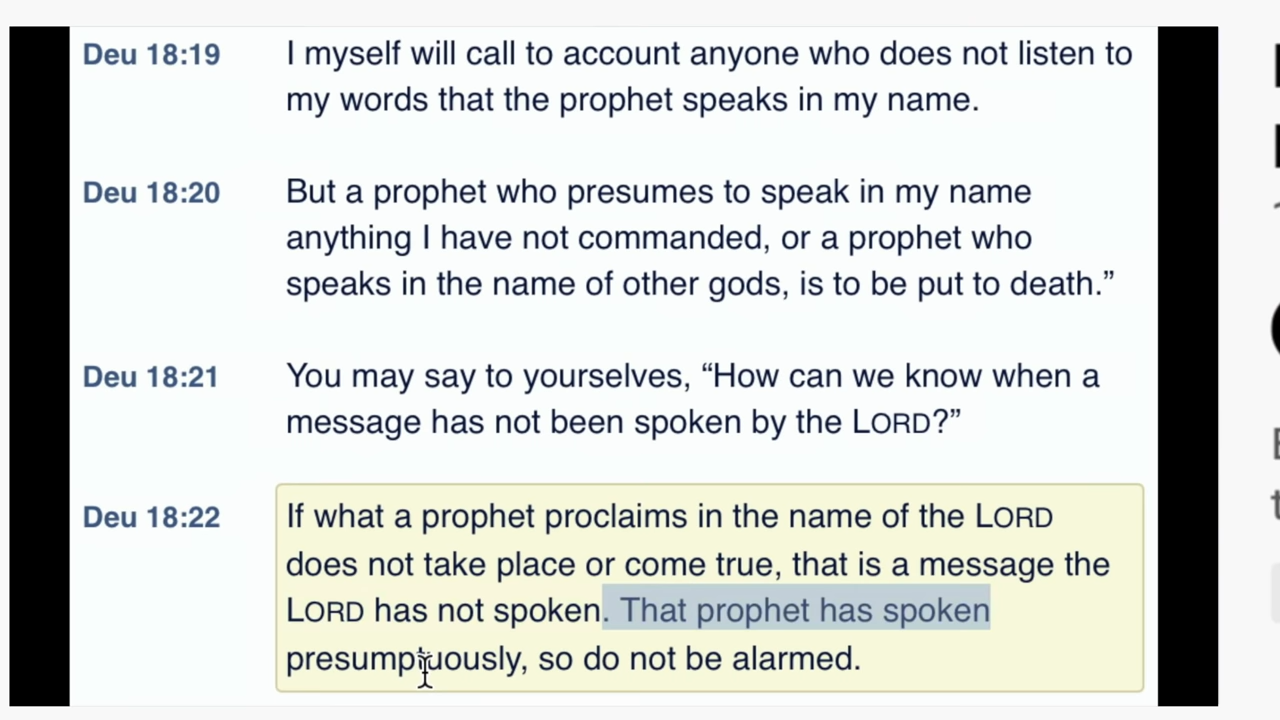 Deu 18:19 I myself will call to account anyone who does not listen to
my words that the prophet speaks in my name.
Deu 18:20 But a prophet who presumes to speak in my name
anything I have not commanded, or a prophet who
speaks in the name of other gods, is to be put to death.”
Deu 18:21 You may say to yourselves, “How can we know when a
message has not been spoken by the LORD?”
Deu 18:22 If what a prophet proclaims in the name of the LORD
does not take place or come true, that is a message the
LORD has not spoken. That prophet has spoken
presumptuously, so do not be alarmed.